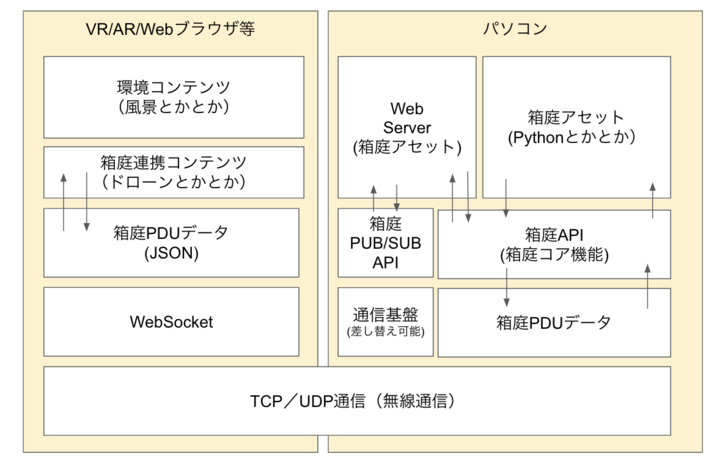 VR/AR/Webブラウザ等
環境コンテンツ
（風景とかとか）
箱庭連携コンテンツ
（ドローンとかとか）
箱庭PDUデータ
(JSON)
WebSocket
パソコン
Web
Server
(箱庭アセット)
箱庭アセット
(Pythonとかとか）
箱庭
PUB/SUB
API
箱庭API
(箱庭コア機能)
通信基盤
(差し替え可能)
箱庭PDUデータ
TCP／UDP通信（無線通信）